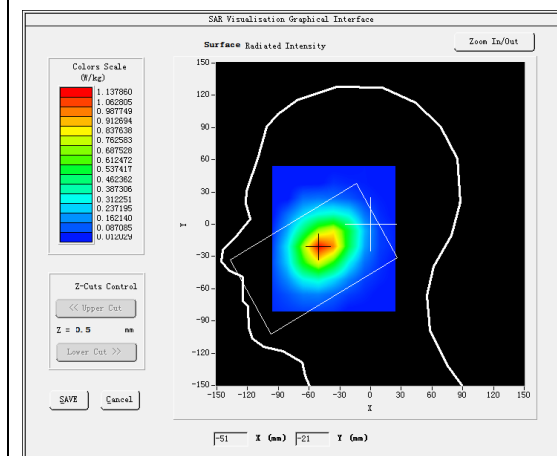 SAR Visualisation Graphical Interface
Surface Radiated Intensity
Zoom In/Out
Colors Scale
(W/kg)
1.137860
1.062805
0.987749
0.912694
0.837638
0.762583
0.687528
0.612472
0.537417
0.462362
0.387306
0.312251
0.237195
0.162140
0.087085
0.012029
Z-Cuts Control
<< Upper Cut
Z = 0.5 mm
Lower Cut >>
SAVE Cancel
150
120
90
60
30
0
-30
-60
-90
-120
-150
Y
-150 -120 -90 -60 -30 0 30 60 90 120 150
X
-51 X (mm) -21 Y (mm)